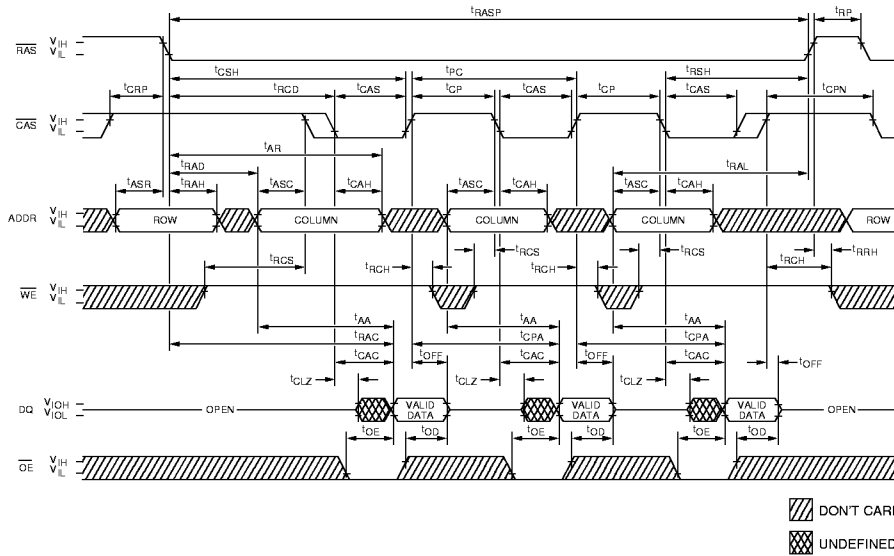 tRASP tRP
RAS VIH VIL
tCSH tPC tRSH
tCRP tRCD tCAS tCP tCAS tCP tCAS tCPN
CAS VIH VIL
tAR
tRAD tRAL
tASR tRAH tASC tCAH tASC tCAH tASC tCAH
ADDR VIH VIL ROW COLUMN COLUMN COLUMN ROW
tRCS tRCH tRCS tRCH tRCS tRCH tRRH
WE VIH VIL
tAA tAA tAA
tRAC tCPA tCPA
tCAC tOFF tCAC tOFF tCAC tOFF
tCLZ tCLZ tCLZ
DQ VIOH VIOL OPEN VALID DATA VALID DATA VALID DATA OPEN
tOE tOD tOE tOD tOE tOD
OE VIH VIL
DON'T CARE
UNDEFINED